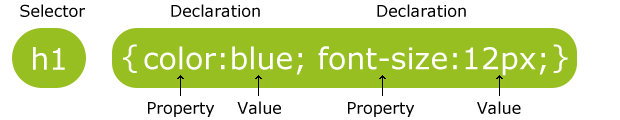 Selector Declaration Declaration
h1 {color:blue; font-size:12px;}
Property Value Property Value